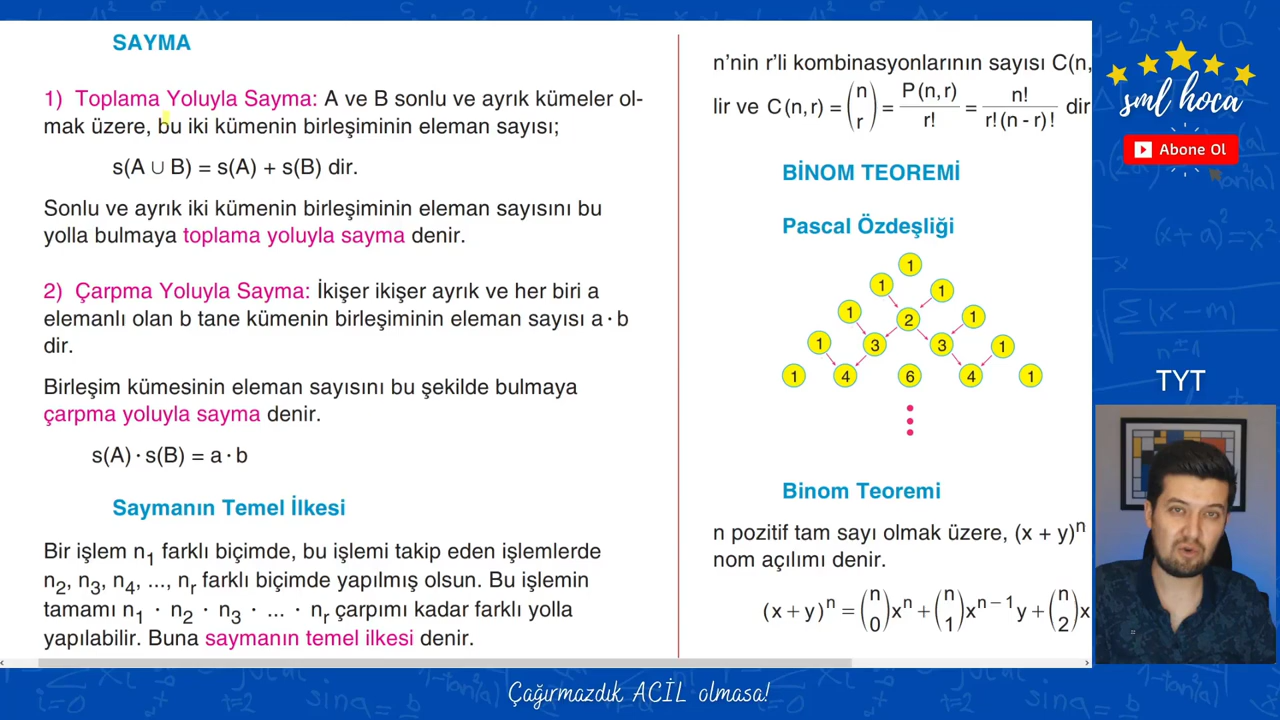 SAYMA
1) Toplama Yoluyla Sayma: A ve B sonlu ve ayrık kümeler ol-
mak üzere, bu iki kümenin birleşiminin eleman sayısı;
s(A ∪ B) = s(A) + s(B) dir.
Sonlu ve ayrık iki kümenin birleşiminin eleman sayısını bu
yolla bulmaya toplama yoluyla sayma denir.
2) Çarpma Yoluyla Sayma: İkişer ikişer ayrık ve her biri a
elemanlı olan b tane kümenin birleşiminin eleman sayısı a · b
dir.
Birleşim kümesinin eleman sayısını bu şekilde bulmaya
çarpma yoluyla sayma denir.
s(A) · s(B) = a · b
Saymanın Temel İlkesi
Bir işlem n₁ farklı biçimde, bu işlemi takip eden işlemlerde
n₂, n₃, n₄, ..., nᵣ farklı biçimde yapılmış olsun. Bu işlemin
tamamı n₁ · n₂ · n₃ · ... · nᵣ çarpımı kadar farklı yolla
yapılabilir. Buna saymanın temel ilkesi denir.
n'nin r'li kombinasyonlarının sayısı C(n,
lir ve C(n, r) = (n r) = P(n, r) / r! = n! / r!(n - r)! dir
BİNOM TEOREMİ
Pascal Özdeşliği
1
1 1
1 2 1
1 3 3 1
1 4 6 4 1
Binom Teoremi
n pozitif tam sayı olmak üzere, (x + y)ⁿ
nom açılımı denir.
(x + y)ⁿ = (n 0)xⁿ + (n 1)xⁿ⁻¹y + (n 2)x
sml hoca
Abone Ol
TYT
Çağırmazdık ACİL olmasa!